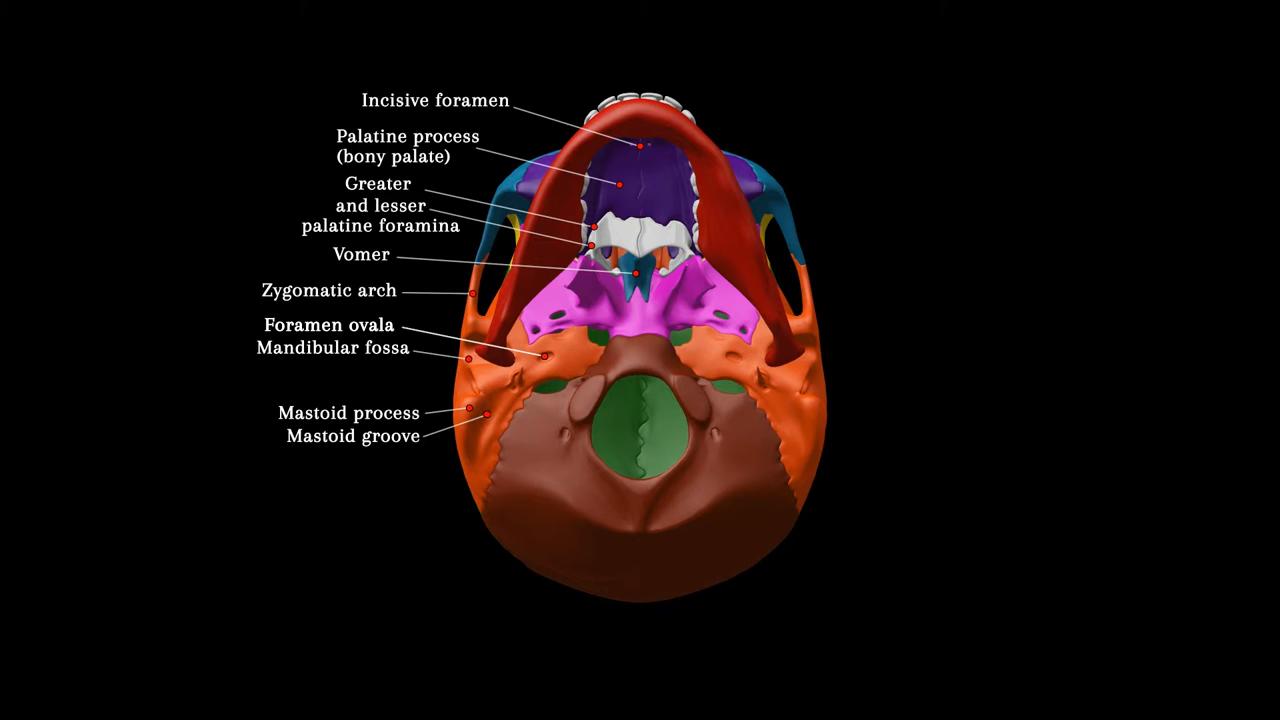 Incisive foramen
Palatine process
(bony palate)
Greater
and lesser
palatine foramina
Vomer
Zygomatic arch
Foramen ovala
Mandibular fossa
Mastoid process
Mastoid groove